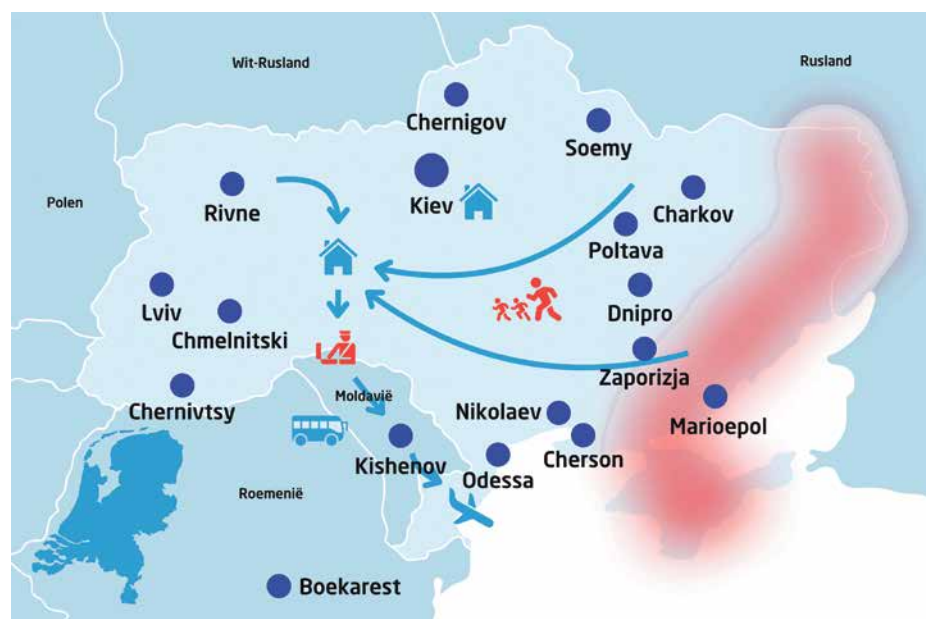 Wit-Rusland
Rusland
Chernigov
Soemy
Polen
Rivne
Kiev
Charkov
Poltava
Lviv
Chmelnitski
Dnipro
Zaporizja
Chernivtsy
Moldavië
Nikolaev
Marioepol
Kishenov
Cherson
Odessa
Roemenië
Boekarest